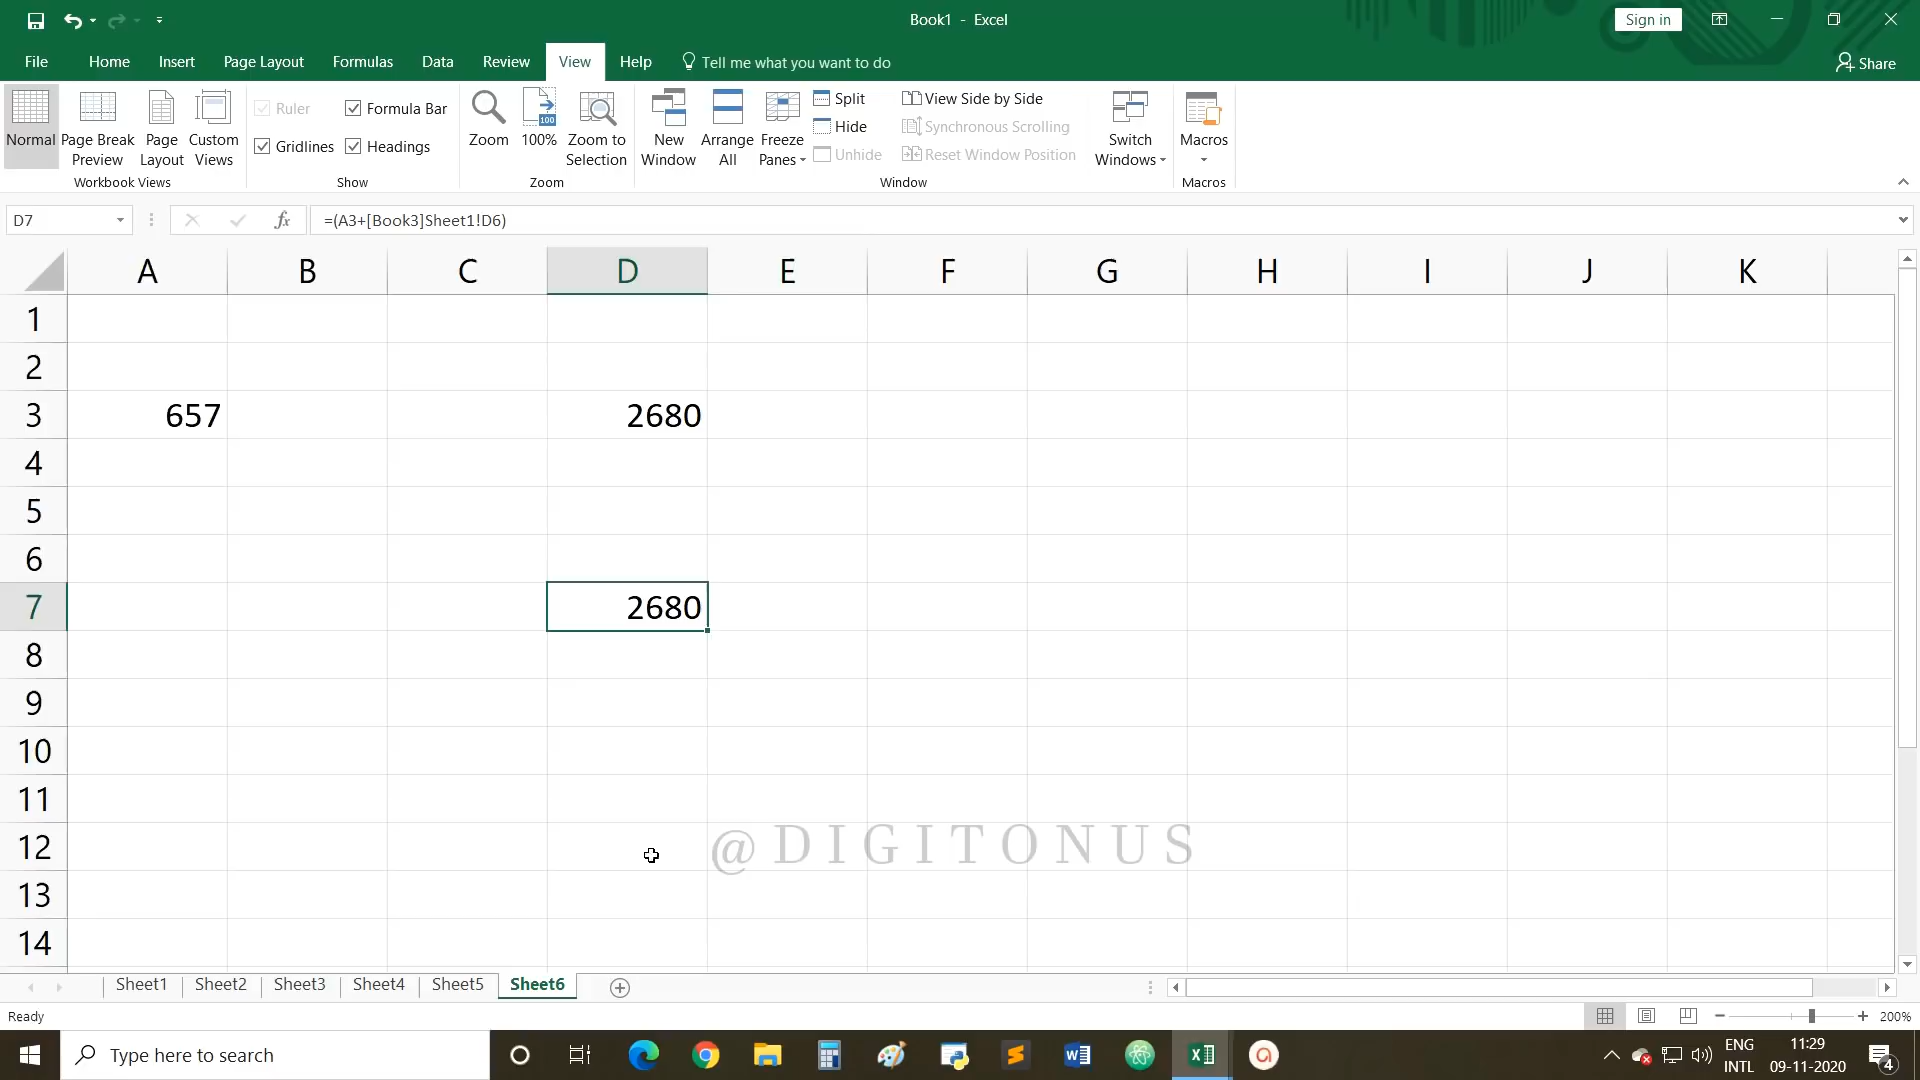 Book1 - Excel
Sign in
File Home Insert Page Layout Formulas Data Review View Help Tell me what you want to do Share
Normal
Page Break Preview
Page Layout
Custom Views
Workbook Views
Ruler
Formula Bar
Gridlines
Headings
Show
Zoom
100%
100
Zoom to Selection
Zoom
New Window
Arrange All
Freeze Panes
Split
Hide
Unhide
View Side by Side
Synchronous Scrolling
Reset Window Position
Switch Windows
Window
Macros
Macros
D7
fx
=(A3+[Book3]Sheet1!D6)
A B C D E F G H I J K
1
2
3 657 2680
4
5
6
7 2680
8
9
10
11
12
@DIGITONUS
13
14
Sheet1 Sheet2 Sheet3 Sheet4 Sheet5 Sheet6
Ready
200%
Type here to search
ENG
INTL
11:29
09-11-2020
4